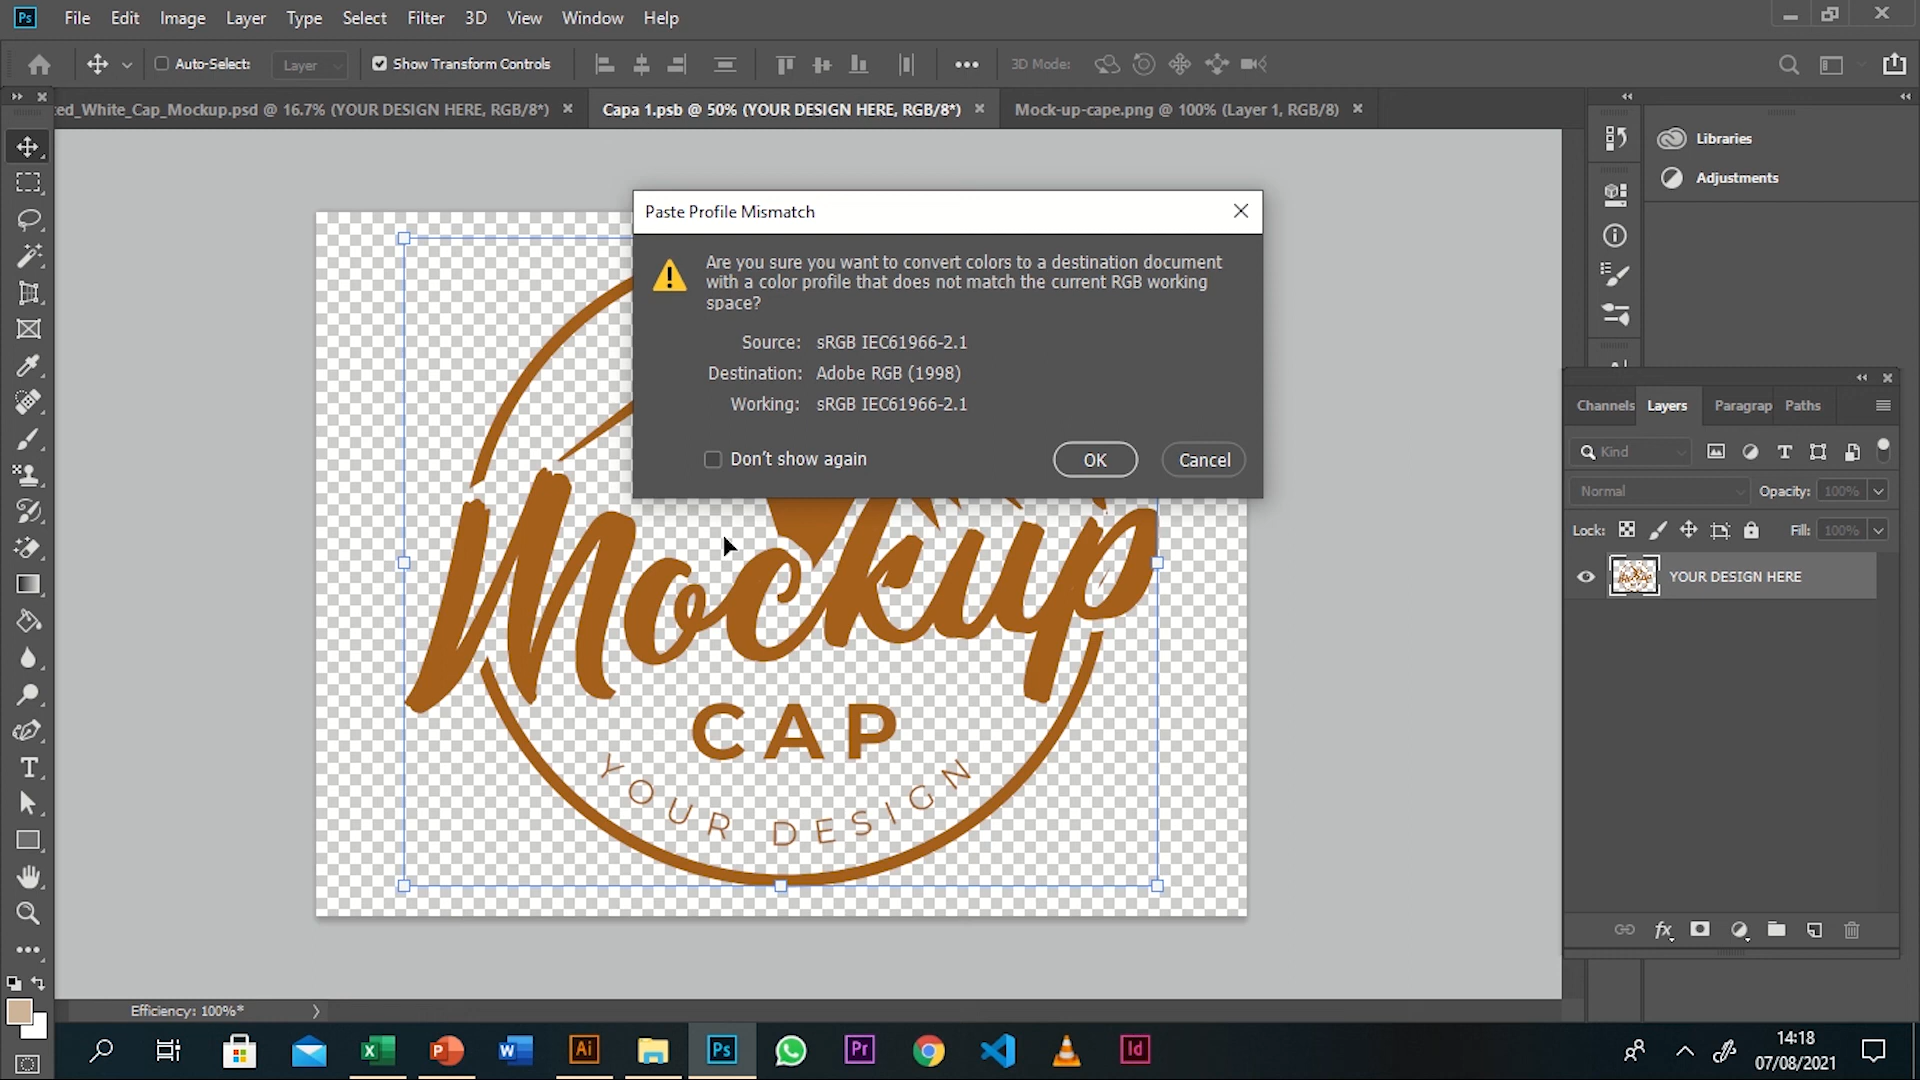 Ps File Edit Image Layer Type Select Filter 3D View Window Help
Auto-Select: Layer Show Transform Controls 3D Mode:
ed_White_Cap_Mockup.psd @ 16.7% (YOUR DESIGN HERE, RGB/8*) Capa 1.psb @ 50% (YOUR DESIGN HERE, RGB/8*) Mock-up-cape.png @ 100% (Layer 1, RGB/8)
Libraries
Adjustments
Paste Profile Mismatch
Are you sure you want to convert colors to a destination document
with a color profile that does not match the current RGB working
space?
Source: sRGB IEC61966-2.1
Destination: Adobe RGB (1998)
Working: sRGB IEC61966-2.1
Don't show again OK Cancel
Mockup
CAP
YOUR DESIGN
Channels Layers Paragrap Paths
Kind
Normal Opacity: 100%
Lock: Fill: 100%
YOUR DESIGN HERE
fx
Efficiency: 100%*
Ai Ps Pr Id
14:18
07/08/2021